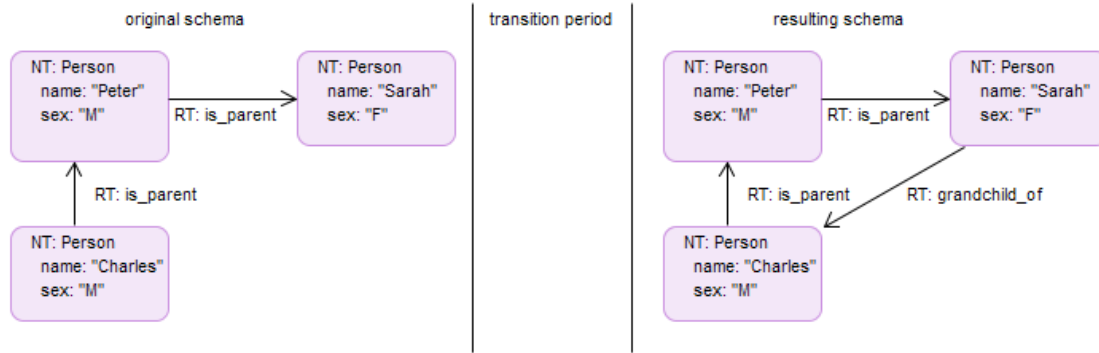 original schema
transition period
resulting schema
NT: Person
name: "Peter"
sex: "M"
RT: is_parent
NT: Person
name: "Sarah"
sex: "F"
RT: is_parent
NT: Person
name: "Charles"
sex: "M"
NT: Person
name: "Peter"
sex: "M"
RT: is_parent
NT: Person
name: "Sarah"
sex: "F"
RT: is_parent
RT: grandchild_of
NT: Person
name: "Charles"
sex: "M"